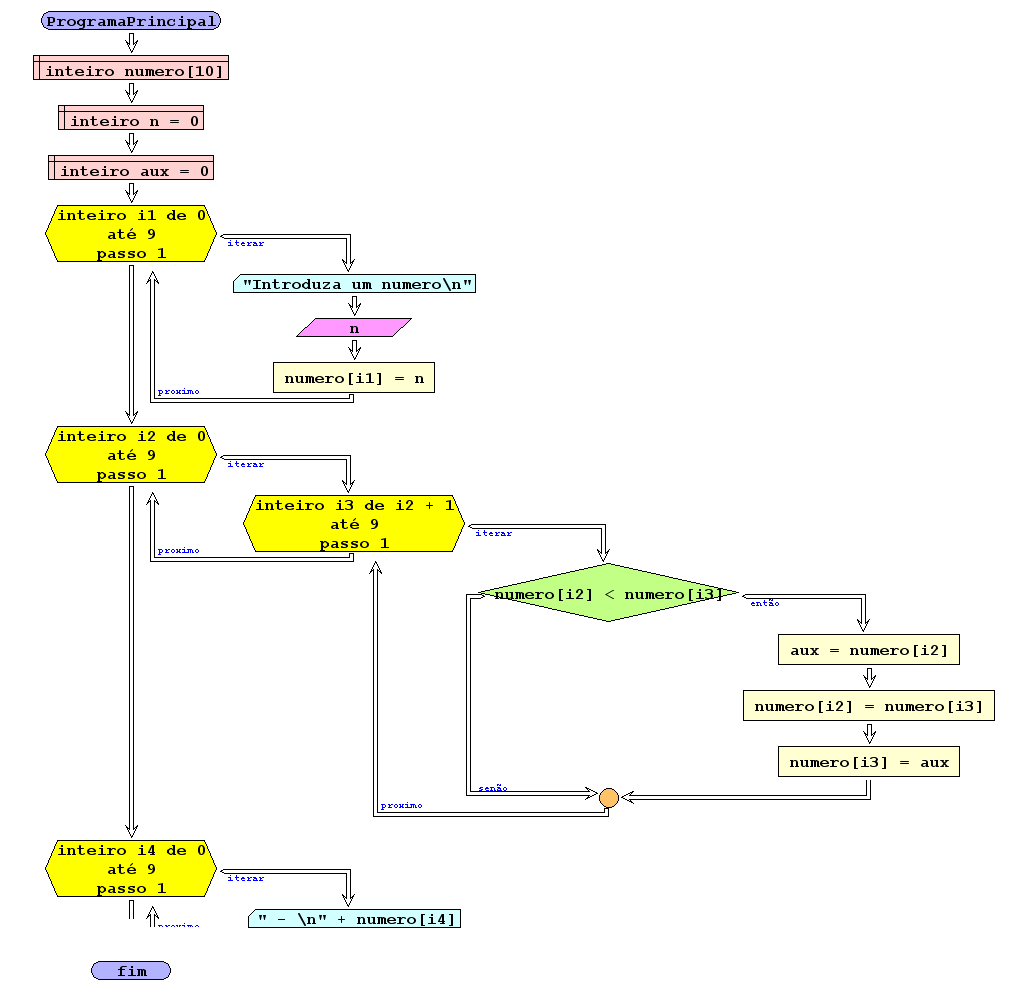 ProgramaPrincipal
inteiro numero[10]
inteiro n = 0
inteiro aux = 0
inteiro i1 de 0
até 9
passo 1
iterar
"Introduza um numero\n"
n
numero[i1] = n
proximo
inteiro i2 de 0
até 9
passo 1
iterar
inteiro i3 de i2 + 1
até 9
passo 1
proximo
iterar
numero[i2] < numero[i3]
então
aux = numero[i2]
numero[i2] = numero[i3]
numero[i3] = aux
senão
proximo
inteiro i4 de 0
até 9
passo 1
iterar
" - \n" + numero[i4]
proximo
fim